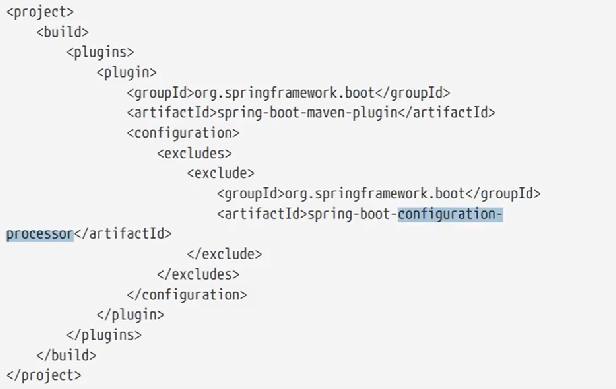 <project>
    <build>
        <plugins>
            <plugin>
                <groupId>org.springframework.boot</groupId>
                <artifactId>spring-boot-maven-plugin</artifactId>
                <configuration>
                    <excludes>
                        <exclude>
                            <groupId>org.springframework.boot</groupId>
                            <artifactId>spring-boot-configuration-
processor</artifactId>
                        </exclude>
                    </excludes>
                </configuration>
            </plugin>
        </plugins>
    </build>
</project>